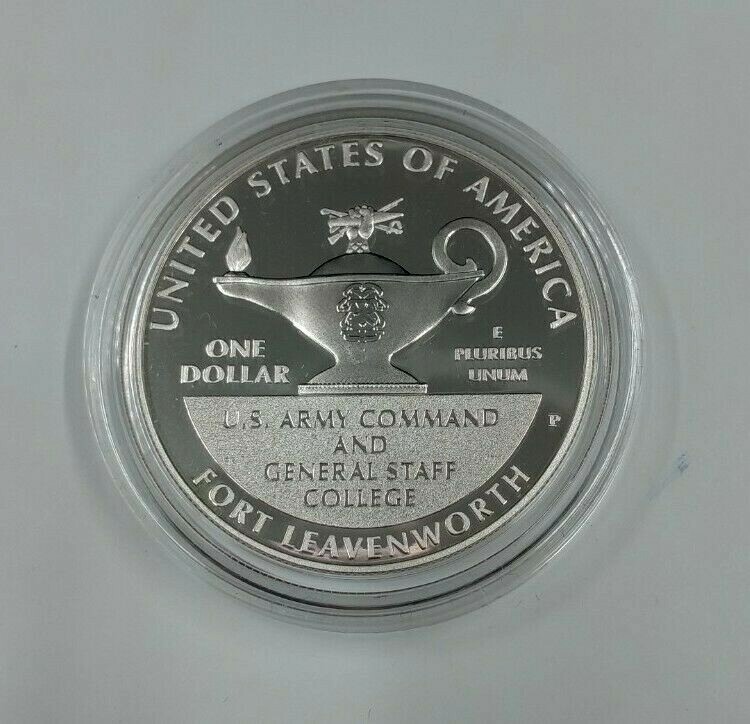 UNITED STATES OF AMERICA
ONE
DOLLAR
E
PLURIBUS
UNUM
P
U.S. ARMY COMMAND
AND
GENERAL STAFF
COLLEGE
FORT LEAVENWORTH